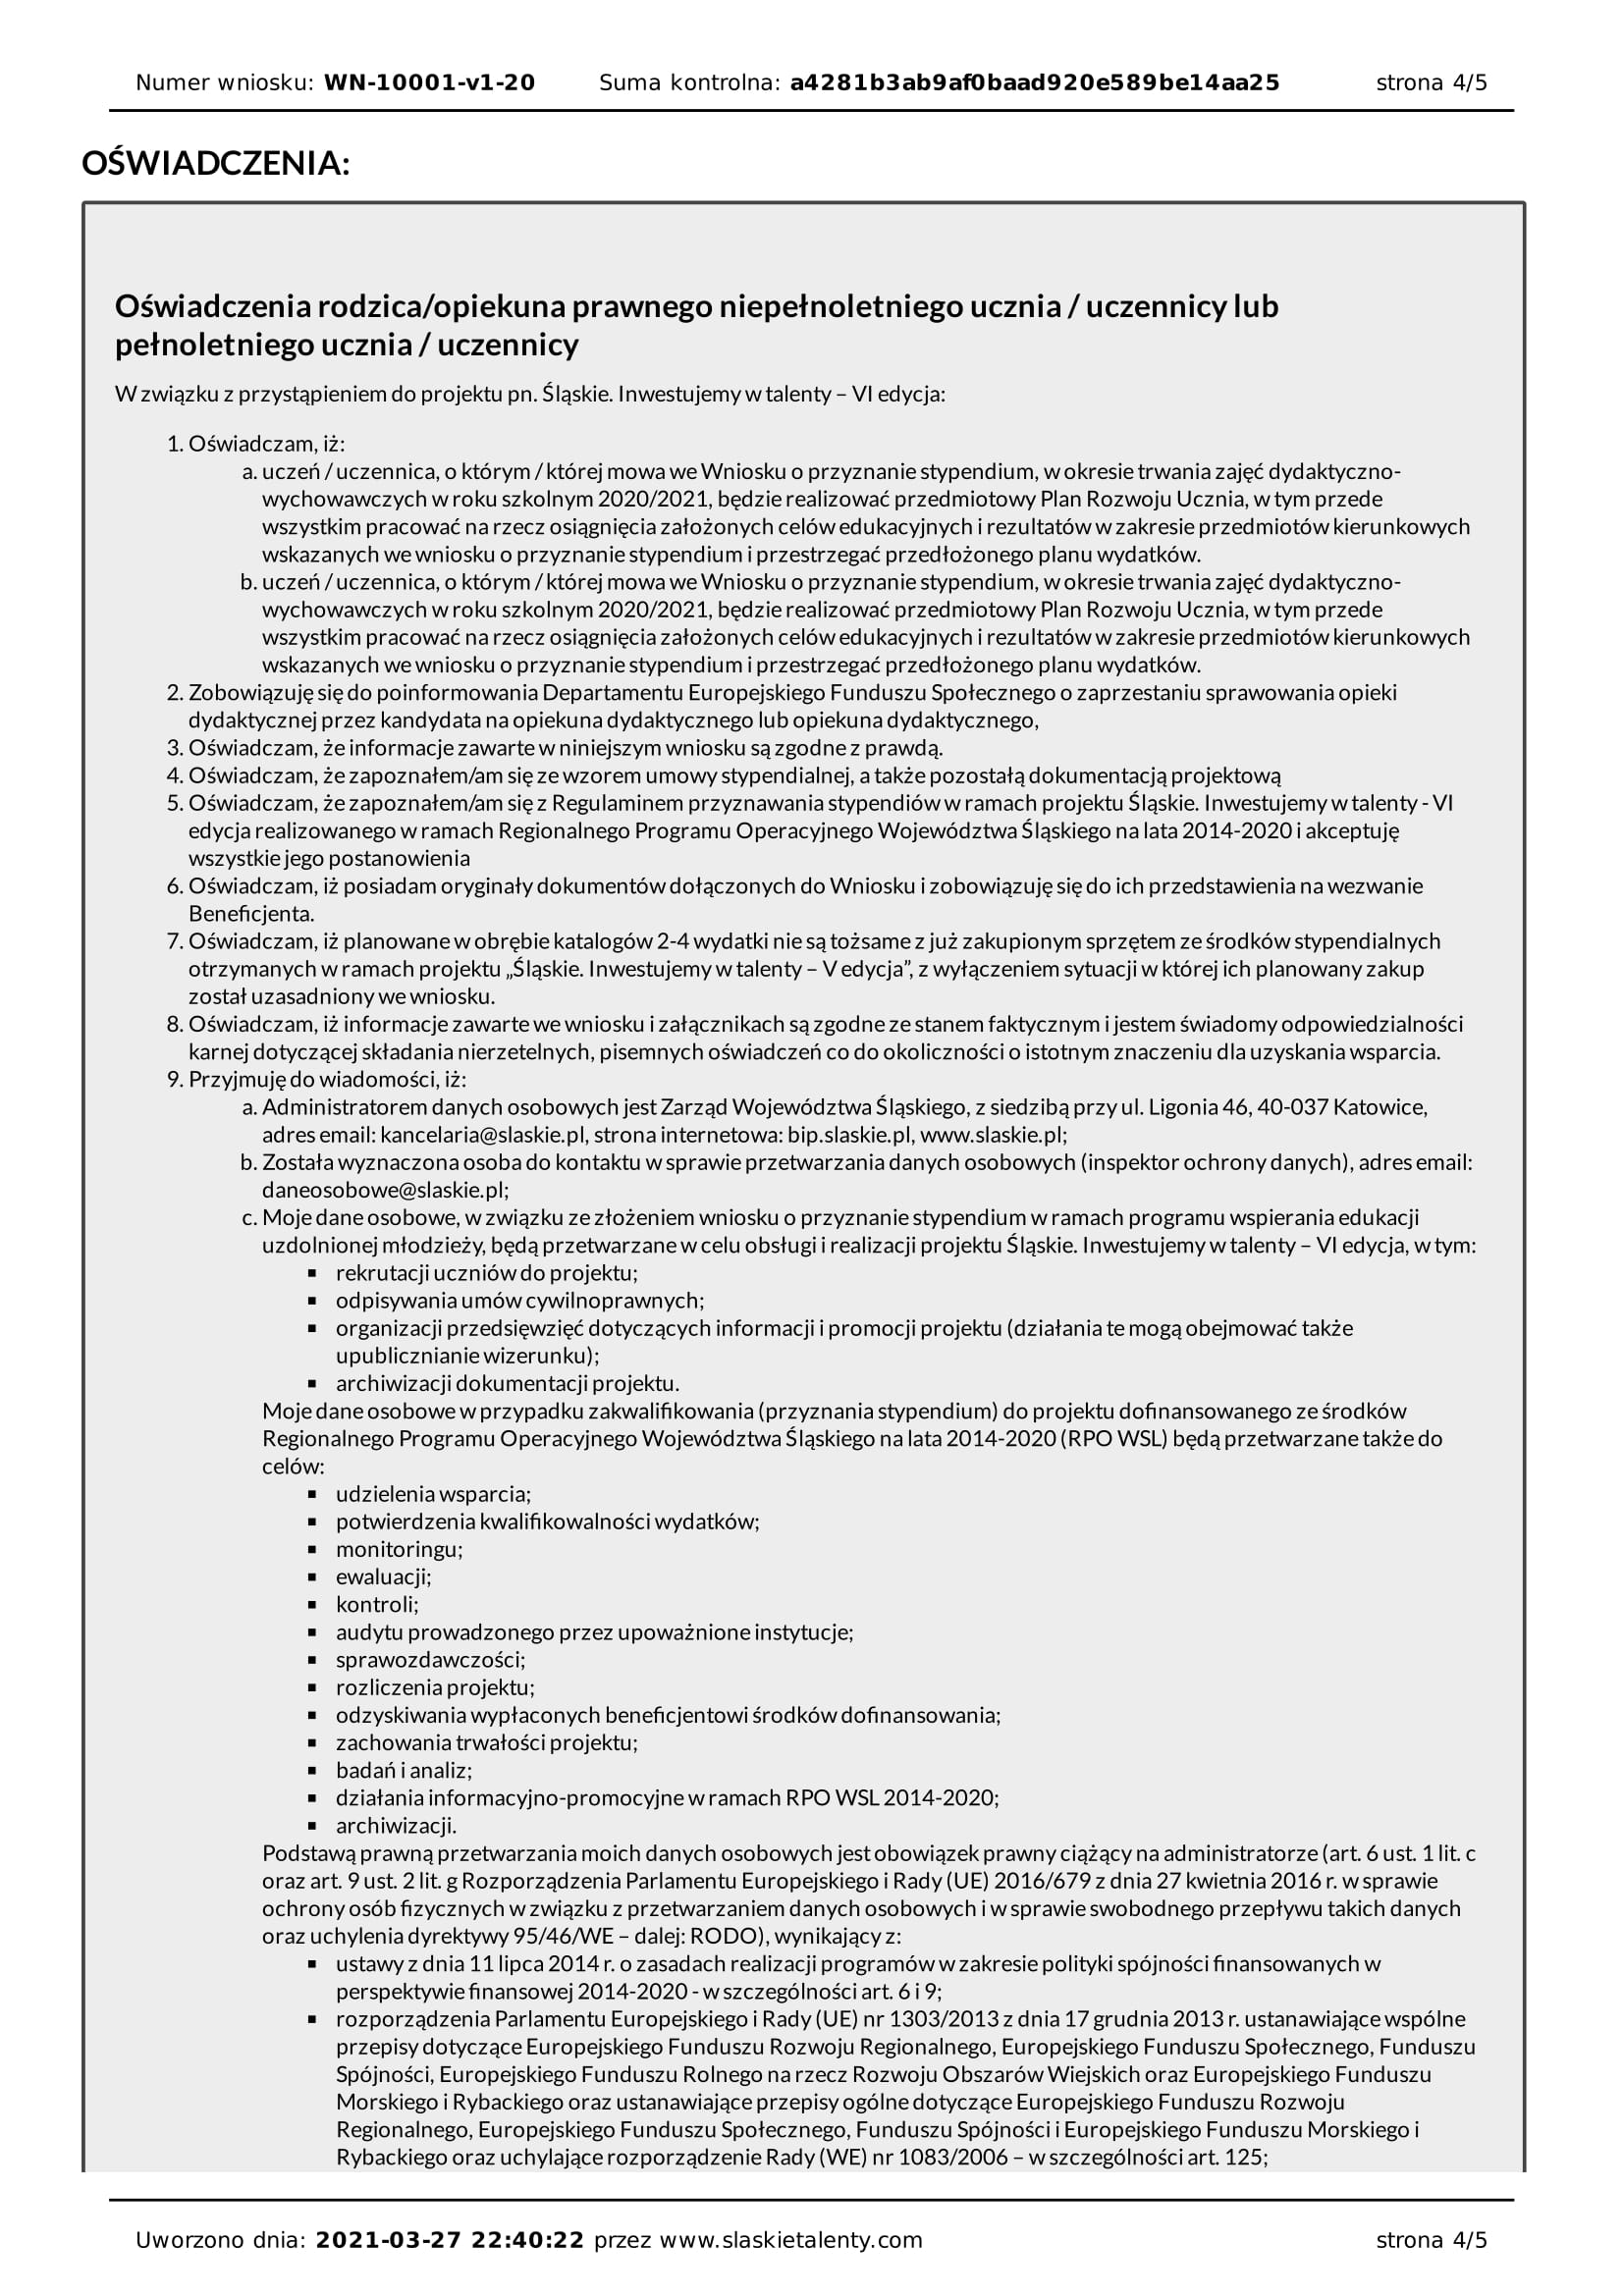 Numer wniosku: WN-10001-v1-20 Suma kontrolna: a4281b3ab9af0baad920e589be14aa25 strona 4/5
OŚWIADCZENIA:
Oświadczenia rodzica/opiekuna prawnego niepełnoletniego ucznia / uczennicy lub
pełnoletniego ucznia / uczennicy
W związku z przystąpieniem do projektu pn. Śląskie. Inwestujemy w talenty – VI edycja:
1. Oświadczam, iż:
a. uczeń / uczennica, o którym / której mowa we Wniosku o przyznanie stypendium, w okresie trwania zajęć dydaktyczno-
wychowawczych w roku szkolnym 2020/2021, będzie realizować przedmiotowy Plan Rozwoju Ucznia, w tym przede
wszystkim pracować na rzecz osiągnięcia założonych celów edukacyjnych i rezultatów w zakresie przedmiotów kierunkowych
wskazanych we wniosku o przyznanie stypendium i przestrzegać przedłożonego planu wydatków.
b. uczeń / uczennica, o którym / której mowa we Wniosku o przyznanie stypendium, w okresie trwania zajęć dydaktyczno-
wychowawczych w roku szkolnym 2020/2021, będzie realizować przedmiotowy Plan Rozwoju Ucznia, w tym przede
wszystkim pracować na rzecz osiągnięcia założonych celów edukacyjnych i rezultatów w zakresie przedmiotów kierunkowych
wskazanych we wniosku o przyznanie stypendium i przestrzegać przedłożonego planu wydatków.
2. Zobowiązuję się do poinformowania Departamentu Europejskiego Funduszu Społecznego o zaprzestaniu sprawowania opieki
dydaktycznej przez kandydata na opiekuna dydaktycznego lub opiekuna dydaktycznego,
3. Oświadczam, że informacje zawarte w niniejszym wniosku są zgodne z prawdą.
4. Oświadczam, że zapoznałem/am się ze wzorem umowy stypendialnej, a także pozostałą dokumentacją projektową
5. Oświadczam, że zapoznałem/am się z Regulaminem przyznawania stypendiów w ramach projektu Śląskie. Inwestujemy w talenty - VI
edycja realizowanego w ramach Regionalnego Programu Operacyjnego Województwa Śląskiego na lata 2014-2020 i akceptuję
wszystkie jego postanowienia
6. Oświadczam, iż posiadam oryginały dokumentów dołączonych do Wniosku i zobowiązuję się do ich przedstawienia na wezwanie
Beneficjenta.
7. Oświadczam, iż planowane w obrębie katalogów 2-4 wydatki nie są tożsame z już zakupionym sprzętem ze środków stypendialnych
otrzymanych w ramach projektu „Śląskie. Inwestujemy w talenty – V edycja”, z wyłączeniem sytuacji w której ich planowany zakup
został uzasadniony we wniosku.
8. Oświadczam, iż informacje zawarte we wniosku i załącznikach są zgodne ze stanem faktycznym i jestem świadomy odpowiedzialności
karnej dotyczącej składania nierzetelnych, pisemnych oświadczeń co do okoliczności o istotnym znaczeniu dla uzyskania wsparcia.
9. Przyjmuję do wiadomości, iż:
a. Administratorem danych osobowych jest Zarząd Województwa Śląskiego, z siedzibą przy ul. Ligonia 46, 40-037 Katowice,
adres email: kancelaria@slaskie.pl, strona internetowa: bip.slaskie.pl, www.slaskie.pl;
b. Została wyznaczona osoba do kontaktu w sprawie przetwarzania danych osobowych (inspektor ochrony danych), adres email:
daneosobowe@slaskie.pl;
c. Moje dane osobowe, w związku ze złożeniem wniosku o przyznanie stypendium w ramach programu wspierania edukacji
uzdolnionej młodzieży, będą przetwarzane w celu obsługi i realizacji projektu Śląskie. Inwestujemy w talenty – VI edycja, w tym:
▪ rekrutacji uczniów do projektu;
▪ odpisywania umów cywilnoprawnych;
▪ organizacji przedsięwzięć dotyczących informacji i promocji projektu (działania te mogą obejmować także
upublicznianie wizerunku);
▪ archiwizacji dokumentacji projektu.
Moje dane osobowe w przypadku zakwalifikowania (przyznania stypendium) do projektu dofinansowanego ze środków
Regionalnego Programu Operacyjnego Województwa Śląskiego na lata 2014-2020 (RPO WSL) będą przetwarzane także do
celów:
▪ udzielenia wsparcia;
▪ potwierdzenia kwalifikowalności wydatków;
▪ monitoringu;
▪ ewaluacji;
▪ kontroli;
▪ audytu prowadzonego przez upoważnione instytucje;
▪ sprawozdawczości;
▪ rozliczenia projektu;
▪ odzyskiwania wypłaconych beneficjentowi środków dofinansowania;
▪ zachowania trwałości projektu;
▪ badań i analiz;
▪ działania informacyjno-promocyjne w ramach RPO WSL 2014-2020;
▪ archiwizacji.
Podstawą prawną przetwarzania moich danych osobowych jest obowiązek prawny ciążący na administratorze (art. 6 ust. 1 lit. c
oraz art. 9 ust. 2 lit. g Rozporządzenia Parlamentu Europejskiego i Rady (UE) 2016/679 z dnia 27 kwietnia 2016 r. w sprawie
ochrony osób fizycznych w związku z przetwarzaniem danych osobowych i w sprawie swobodnego przepływu takich danych
oraz uchylenia dyrektywy 95/46/WE – dalej: RODO), wynikający z:
▪ ustawy z dnia 11 lipca 2014 r. o zasadach realizacji programów w zakresie polityki spójności finansowanych w
perspektywie finansowej 2014-2020 - w szczególności art. 6 i 9;
▪ rozporządzenia Parlamentu Europejskiego i Rady (UE) nr 1303/2013 z dnia 17 grudnia 2013 r. ustanawiające wspólne
przepisy dotyczące Europejskiego Funduszu Rozwoju Regionalnego, Europejskiego Funduszu Społecznego, Funduszu
Spójności, Europejskiego Funduszu Rolnego na rzecz Rozwoju Obszarów Wiejskich oraz Europejskiego Funduszu
Morskiego i Rybackiego oraz ustanawiające przepisy ogólne dotyczące Europejskiego Funduszu Rozwoju
Regionalnego, Europejskiego Funduszu Społecznego, Funduszu Spójności i Europejskiego Funduszu Morskiego i
Rybackiego oraz uchylające rozporządzenie Rady (WE) nr 1083/2006 – w szczególności art. 125;
Uworzono dnia: 2021-03-27 22:40:22 przez www.slaskietalenty.com strona 4/5